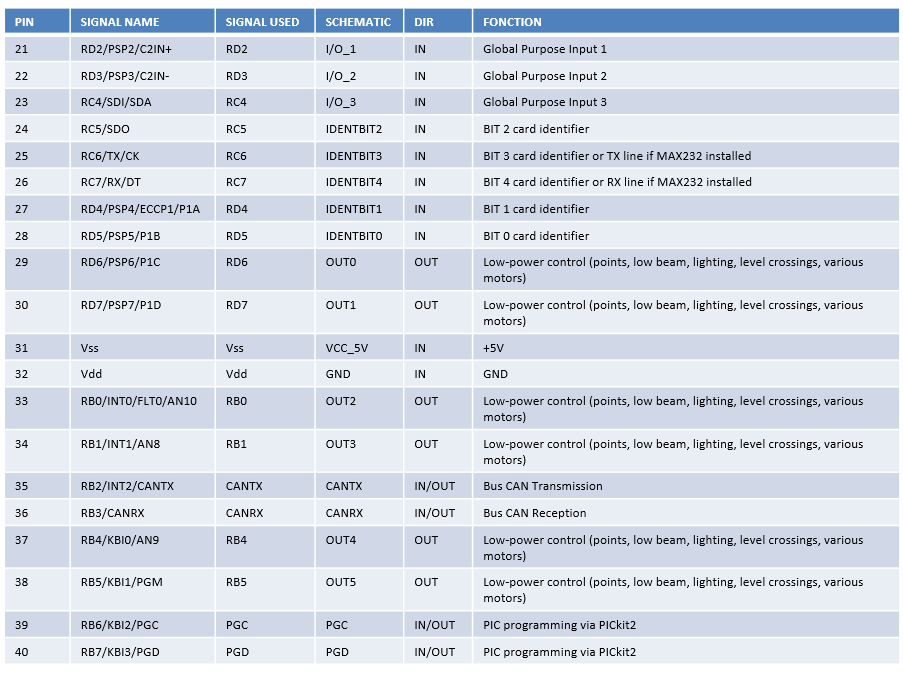 PIN SIGNAL NAME SIGNAL USED SCHEMATIC DIR FONCTION
21 RD2/PSP2/C2IN+ RD2 I/O_1 IN Global Purpose Input 1
22 RD3/PSP3/C2IN- RD3 I/O_2 IN Global Purpose Input 2
23 RC4/SDI/SDA RC4 I/O_3 IN Global Purpose Input 3
24 RC5/SDO RC5 IDENTBIT2 IN BIT 2 card identifier
25 RC6/TX/CK RC6 IDENTBIT3 IN BIT 3 card identifier or TX line if MAX232 installed
26 RC7/RX/DT RC7 IDENTBIT4 IN BIT 4 card identifier or RX line if MAX232 installed
27 RD4/PSP4/ECCP1/P1A RD4 IDENTBIT1 IN BIT 1 card identifier
28 RD5/PSP5/P1B RD5 IDENTBIT0 IN BIT 0 card identifier
29 RD6/PSP6/P1C RD6 OUT0 OUT Low-power control (points, low beam, lighting, level crossings, various
motors)
30 RD7/PSP7/P1D RD7 OUT1 OUT Low-power control (points, low beam, lighting, level crossings, various
motors)
31 Vss Vss VCC_5V IN +5V
32 Vdd Vdd GND IN GND
33 RB0/INT0/FLT0/AN10 RB0 OUT2 OUT Low-power control (points, low beam, lighting, level crossings, various
motors)
34 RB1/INT1/AN8 RB1 OUT3 OUT Low-power control (points, low beam, lighting, level crossings, various
motors)
35 RB2/INT2/CANTX CANTX CANTX IN/OUT Bus CAN Transmission
36 RB3/CANRX CANRX CANRX IN/OUT Bus CAN Reception
37 RB4/KBI0/AN9 RB4 OUT4 OUT Low-power control (points, low beam, lighting, level crossings, various
motors)
38 RB5/KBI1/PGM RB5 OUT5 OUT Low-power control (points, low beam, lighting, level crossings, various
motors)
39 RB6/KBI2/PGC PGC PGC IN/OUT PIC programming via PICkit2
40 RB7/KBI3/PGD PGD PGD IN/OUT PIC programming via PICkit2